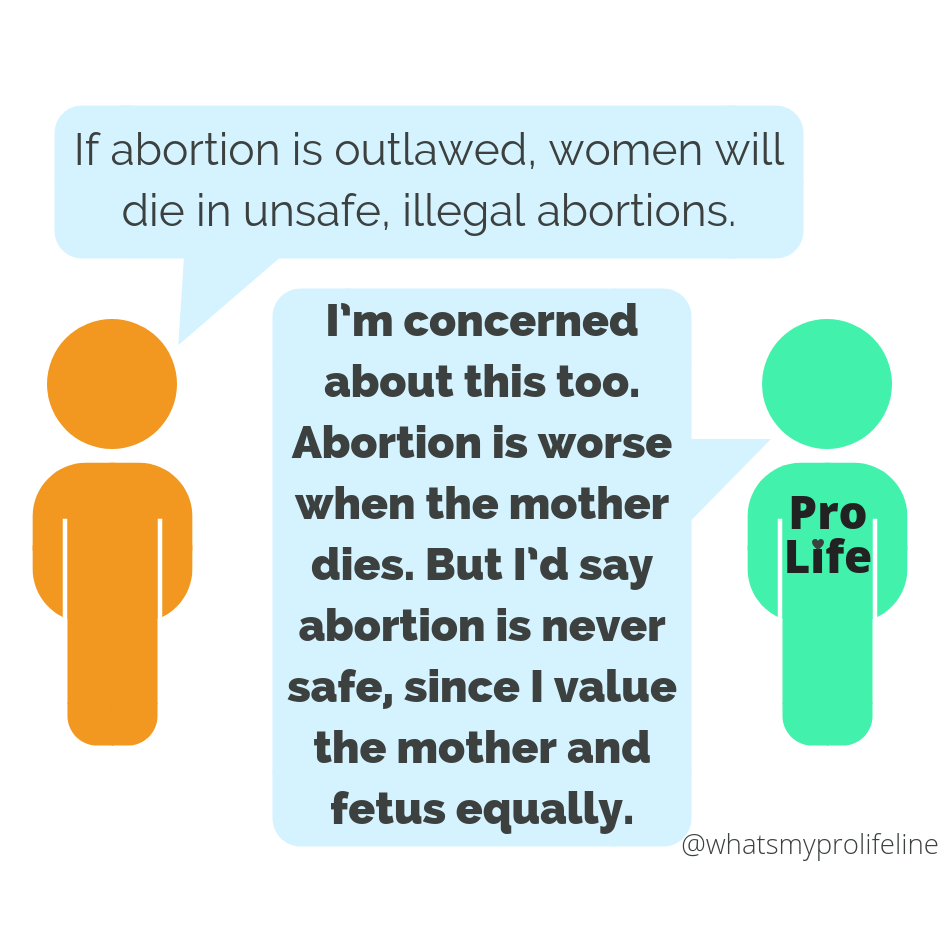 If abortion is outlawed, women will
die in unsafe, illegal abortions.
I’m concerned
about this too.
Abortion is worse
when the mother
dies. But I’d say
abortion is never
safe, since I value
the mother and
fetus equally.
Pro
Life
@whatsmyprolifeline